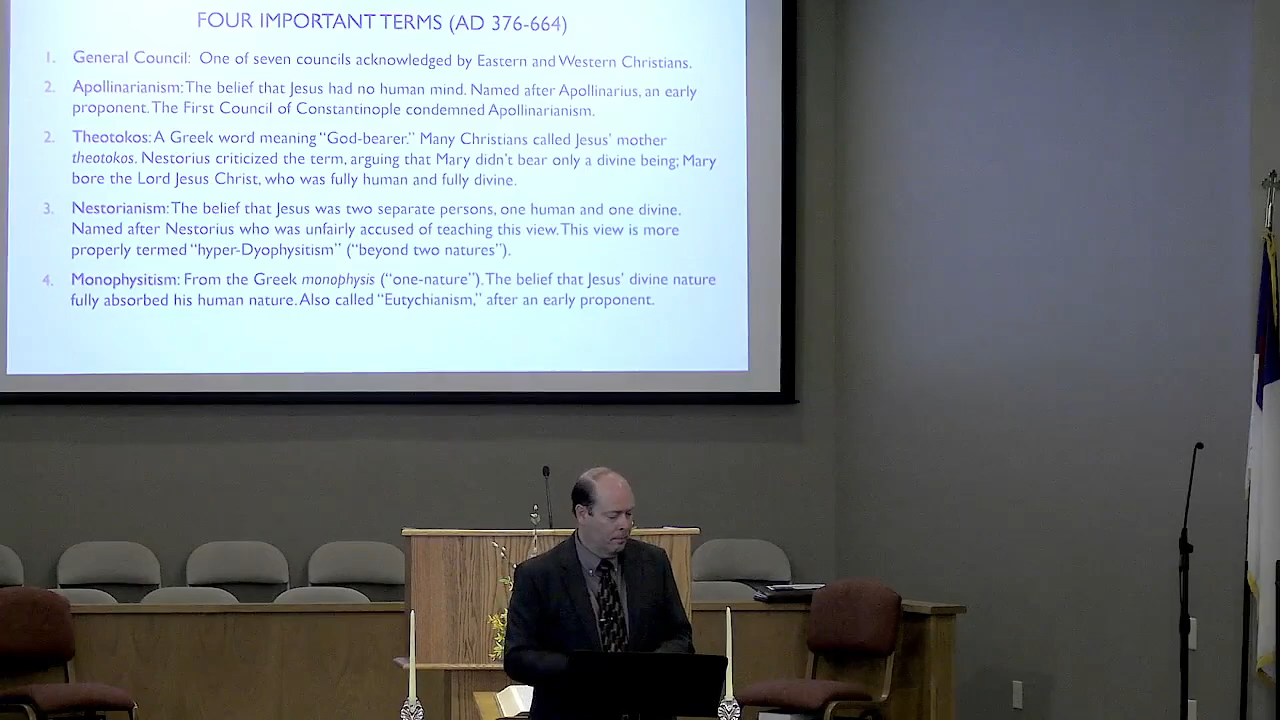 FOUR IMPORTANT TERMS (AD 376-664)
1. General Council: One of seven councils acknowledged by Eastern and Western Christians.
2. Apollinarianism: The belief that Jesus had no human mind. Named after Apollinarius, an early
proponent. The First Council of Constantinople condemned Apollinarianism.
2. Theotokos: A Greek word meaning "God-bearer." Many Christians called Jesus' mother
theotokos. Nestorius criticized the term, arguing that Mary didn't bear only a divine being; Mary
bore the Lord Jesus Christ, who was fully human and fully divine.
3. Nestorianism: The belief that Jesus was two separate persons, one human and one divine.
Named after Nestorius who was unfairly accused of teaching this view. This view is more
properly termed "hyper-Dyophysitism" ("beyond two natures").
4. Monophysitism: From the Greek monophysis ("one-nature"). The belief that Jesus' divine nature
fully absorbed his human nature. Also called "Eutychianism," after an early proponent.